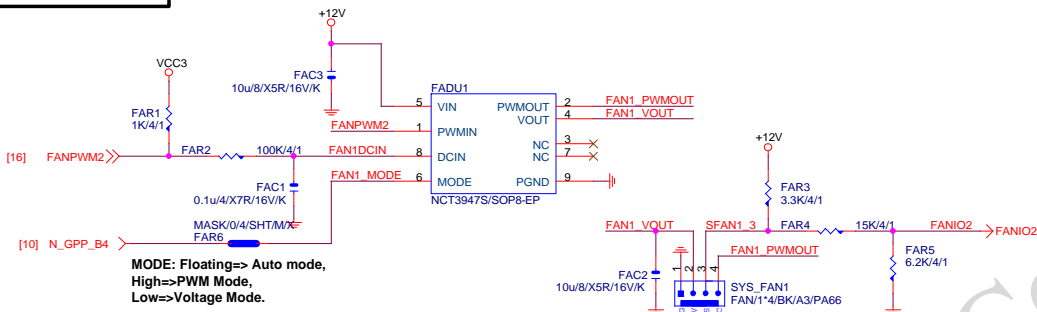 +12V
VCC3
FAC3
10u/8/X5R/16V/K
FADU1
FAR1
1K/4/1
5 VIN PWMOUT 2 FAN1_PWMOUT
VOUT 4 FAN1_VOUT
FANPWM2 1 PWMIN
NC 3
[16] FANPWM2 FAR2 100K/4/1 FAN1DCIN 8 DCIN NC 7
+12V
FAN1_MODE 6 MODE PGND 9
FAC1
0.1u/4/X7R/16V/K
NCT3947S/SOP8-EP
FAR3
3.3K/4/1
MASK/0/4/SHT/M/X
FAN1_VOUT SFAN1_3 FAR4 15K/4/1 FANIO2 FANIO2
[10] N_GPP_B4 FAR6
FAN1_PWMOUT
FAR5
6.2K/4/1
MODE: Floating=> Auto mode,
High=>PWM Mode,
Low=>Voltage Mode.
1 2 3 4
FAC2
10u/8/X5R/16V/K
SYS_FAN1
FAN/1*4/BK/A3/PA66